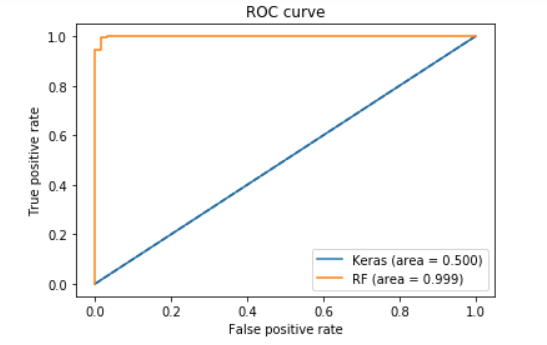 ROC curve
True positive rate
1.0
0.8
0.6
0.4
0.2
0.0
Keras (area = 0.500)
RF (area = 0.999)
0.0 0.2 0.4 0.6 0.8 1.0
False positive rate